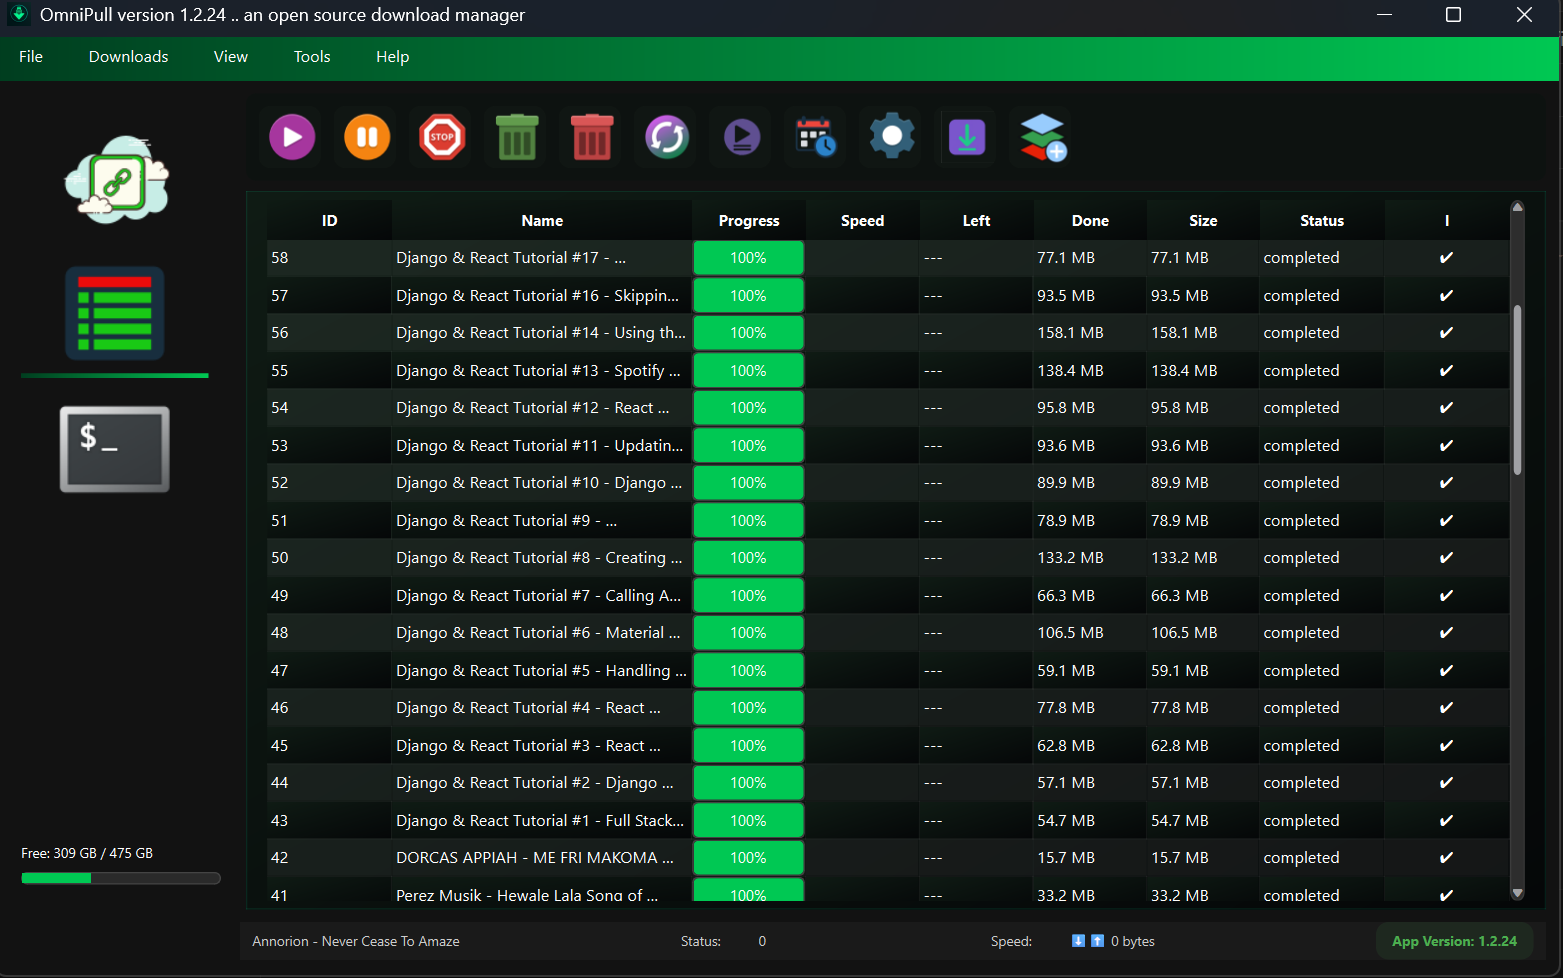 OmniPull version 1.2.24 .. an open source download manager
File Downloads View Tools Help
STOP
$_
ID Name Progress Speed Left Done Size Status I
58 Django & React Tutorial #17 - ... 100% --- 77.1 MB 77.1 MB completed ✔
57 Django & React Tutorial #16 - Skippin... 100% --- 93.5 MB 93.5 MB completed ✔
56 Django & React Tutorial #14 - Using th... 100% --- 158.1 MB 158.1 MB completed ✔
55 Django & React Tutorial #13 - Spotify ... 100% --- 138.4 MB 138.4 MB completed ✔
54 Django & React Tutorial #12 - React ... 100% --- 95.8 MB 95.8 MB completed ✔
53 Django & React Tutorial #11 - Updatin... 100% --- 93.6 MB 93.6 MB completed ✔
52 Django & React Tutorial #10 - Django ... 100% --- 89.9 MB 89.9 MB completed ✔
51 Django & React Tutorial #9 - ... 100% --- 78.9 MB 78.9 MB completed ✔
50 Django & React Tutorial #8 - Creating ... 100% --- 133.2 MB 133.2 MB completed ✔
49 Django & React Tutorial #7 - Calling A... 100% --- 66.3 MB 66.3 MB completed ✔
48 Django & React Tutorial #6 - Material ... 100% --- 106.5 MB 106.5 MB completed ✔
47 Django & React Tutorial #5 - Handling ... 100% --- 59.1 MB 59.1 MB completed ✔
46 Django & React Tutorial #4 - React ... 100% --- 77.8 MB 77.8 MB completed ✔
45 Django & React Tutorial #3 - React ... 100% --- 62.8 MB 62.8 MB completed ✔
44 Django & React Tutorial #2 - Django ... 100% --- 57.1 MB 57.1 MB completed ✔
43 Django & React Tutorial #1 - Full Stack... 100% --- 54.7 MB 54.7 MB completed ✔
42 DORCAS APPIAH - ME FRI MAKOMA ... 100% --- 15.7 MB 15.7 MB completed ✔
41 Perez Musik - Hewale Lala Song of ... 100% --- 33.2 MB 33.2 MB completed ✔
Free: 309 GB / 475 GB
Annorion - Never Cease To Amaze Status: 0 Speed: ⬇⬆ 0 bytes App Version: 1.2.24